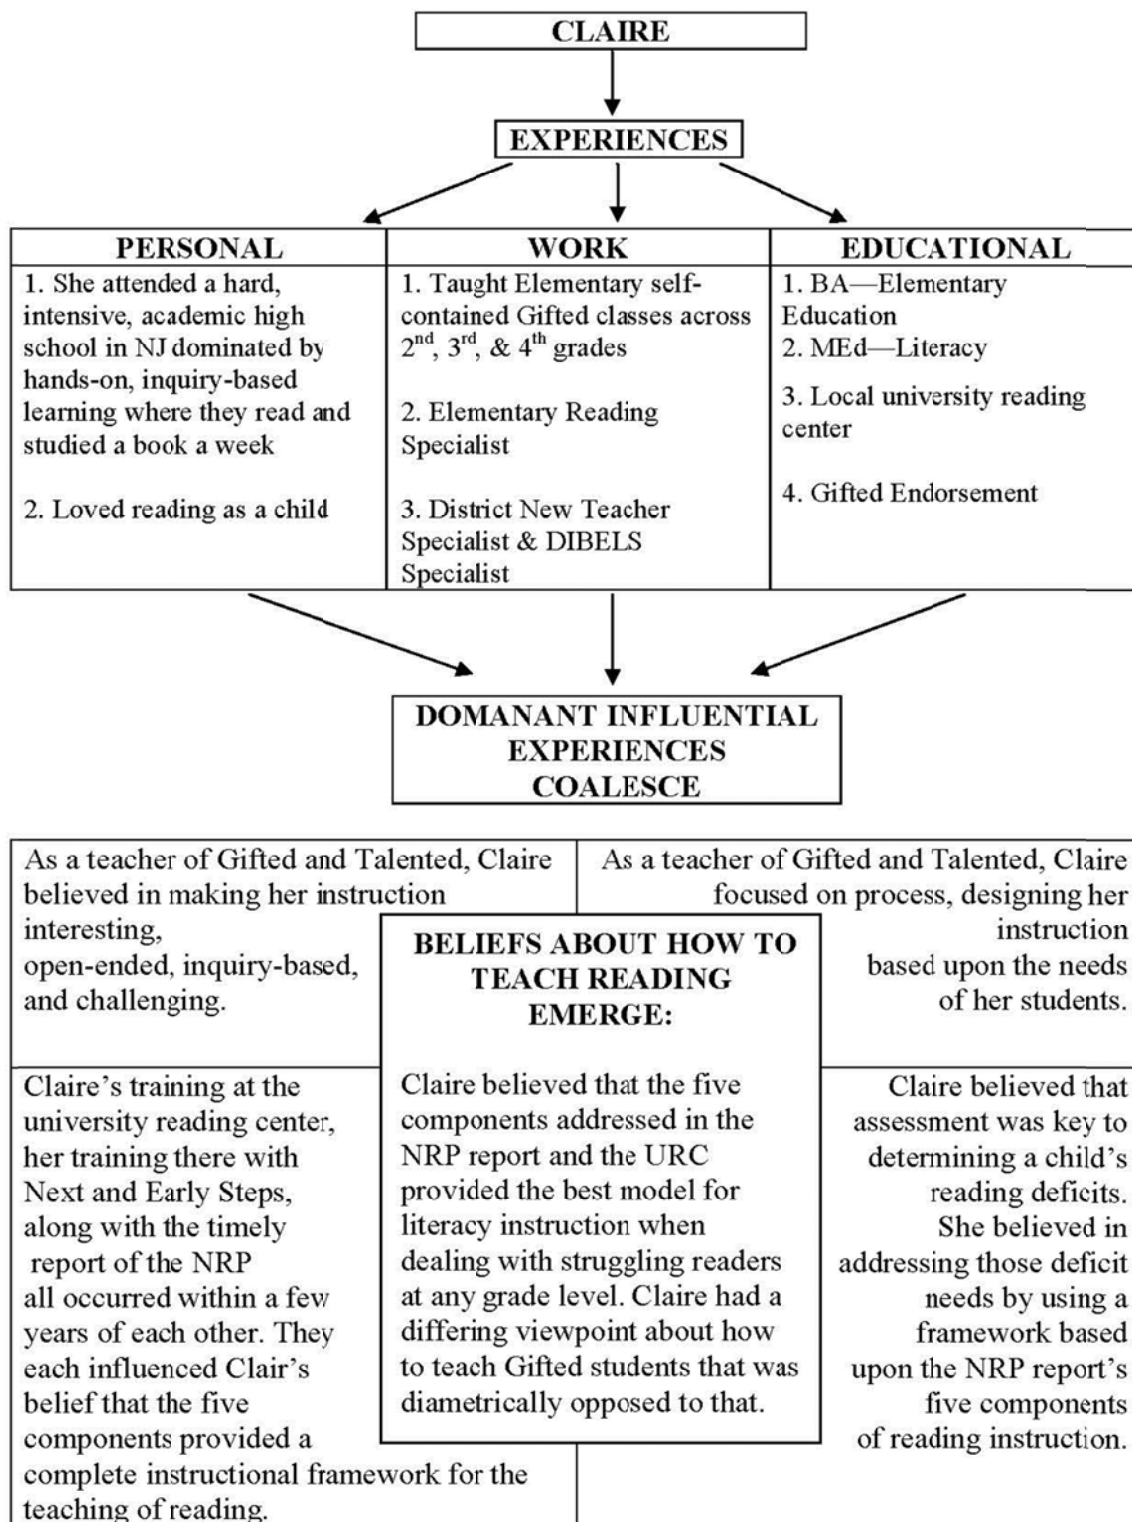 CLAIRE
EXPERIENCES
PERSONAL
1. She attended a hard,
intensive, academic high
school in NJ dominated by
hands-on, inquiry-based
learning where they read and
studied a book a week
2. Loved reading as a child
WORK
1. Taught Elementary self-
contained Gifted classes across
2nd, 3rd, & 4th grades
2. Elementary Reading
Specialist
3. District New Teacher
Specialist & DIBELS
Specialist
EDUCATIONAL
1. BA—Elementary
Education
2. MEd—Literacy
3. Local university reading
center
4. Gifted Endorsement
DOMANANT INFLUENTIAL
EXPERIENCES
COALESCE
As a teacher of Gifted and Talented, Claire
believed in making her instruction
interesting,
open-ended, inquiry-based,
and challenging.
As a teacher of Gifted and Talented, Claire
focused on process, designing her
instruction
based upon the needs
of her students.
BELIEFS ABOUT HOW TO
TEACH READING
EMERGE:
Claire believed that the five
components addressed in the
NRP report and the URC
provided the best model for
literacy instruction when
dealing with struggling readers
at any grade level. Claire had a
differing viewpoint about how
to teach Gifted students that was
diametrically opposed to that.
Claire’s training at the
university reading center,
her training there with
Next and Early Steps,
along with the timely
report of the NRP
all occurred within a few
years of each other. They
each influenced Clair’s
belief that the five
components provided a
complete instructional framework for the
teaching of reading.
Claire believed that
assessment was key to
determining a child’s
reading deficits.
She believed in
addressing those deficit
needs by using a
framework based
upon the NRP report’s
five components
of reading instruction.